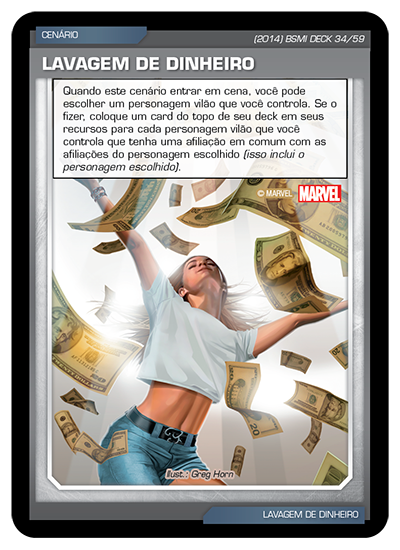 CENÁRIO
(2014) BSMI DECK 34/59
LAVAGEM DE DINHEIRO
Quando este cenário entrar em cena, você pode
escolher um personagem vilão que você controla. Se o
fizer, coloque um card do topo de seu deck em seus
recursos para cada personagem vilão que você
controla que tenha uma afiliação em comum com as
afiliações do personagem escolhido (isso inclui o
personagem escolhido).
© MARVEL MARVEL
20
20
Ilust.: Greg Horn
LAVAGEM DE DINHEIRO